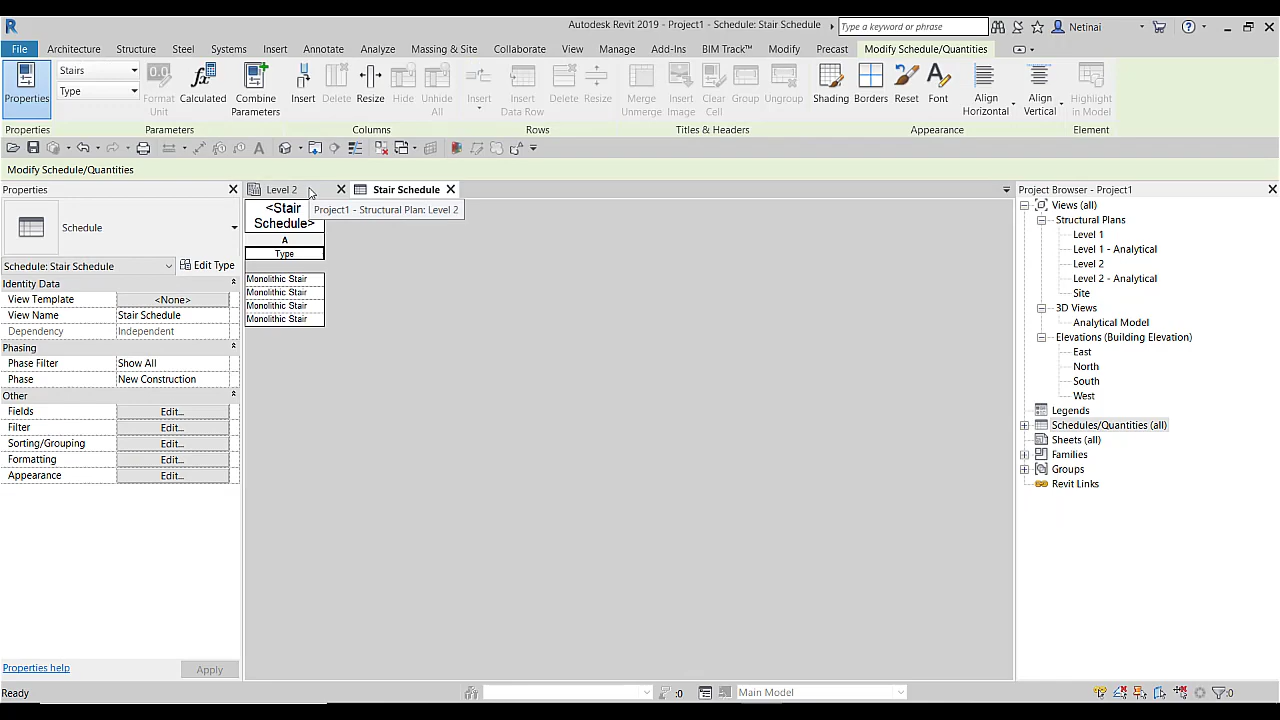 Autodesk Revit 2019 - Project1 - Schedule: Stair Schedule
Type a keyword or phrase
Netinai
File Architecture Structure Steel Systems Insert Annotate Analyze Massing & Site Collaborate View Manage Add-Ins BIM Track™ Modify Precast Modify Schedule/Quantities
Properties
Stairs
Type
Format Unit
Calculated
Combine Parameters
Insert
Delete
Resize
Hide
Unhide All
Insert
Insert Data Row
Delete
Resize
Merge Unmerge
Insert Image
Clear Cell
Group
Ungroup
Shading
Borders
Reset
Font
Align Horizontal
Align Vertical
Highlight in Model
Properties Parameters Columns Rows Titles & Headers Appearance Element
Modify Schedule/Quantities
Properties
Schedule
Schedule: Stair Schedule
Edit Type
Identity Data
View Template <None>
View Name Stair Schedule
Dependency Independent
Phasing
Phase Filter Show All
Phase New Construction
Other
Fields Edit...
Filter Edit...
Sorting/Grouping Edit...
Formatting Edit...
Appearance Edit...
Properties help
Apply
Level 2
Stair Schedule
Project1 - Structural Plan: Level 2
<Stair
Schedule>
A
Type
Monolithic Stair
Monolithic Stair
Monolithic Stair
Monolithic Stair
Project Browser - Project1
Views (all)
Structural Plans
Level 1
Level 1 - Analytical
Level 2
Level 2 - Analytical
Site
3D Views
Analytical Model
Elevations (Building Elevation)
East
North
South
West
Legends
Schedules/Quantities (all)
Sheets (all)
Families
Groups
Revit Links
Ready
:0
Main Model
:0